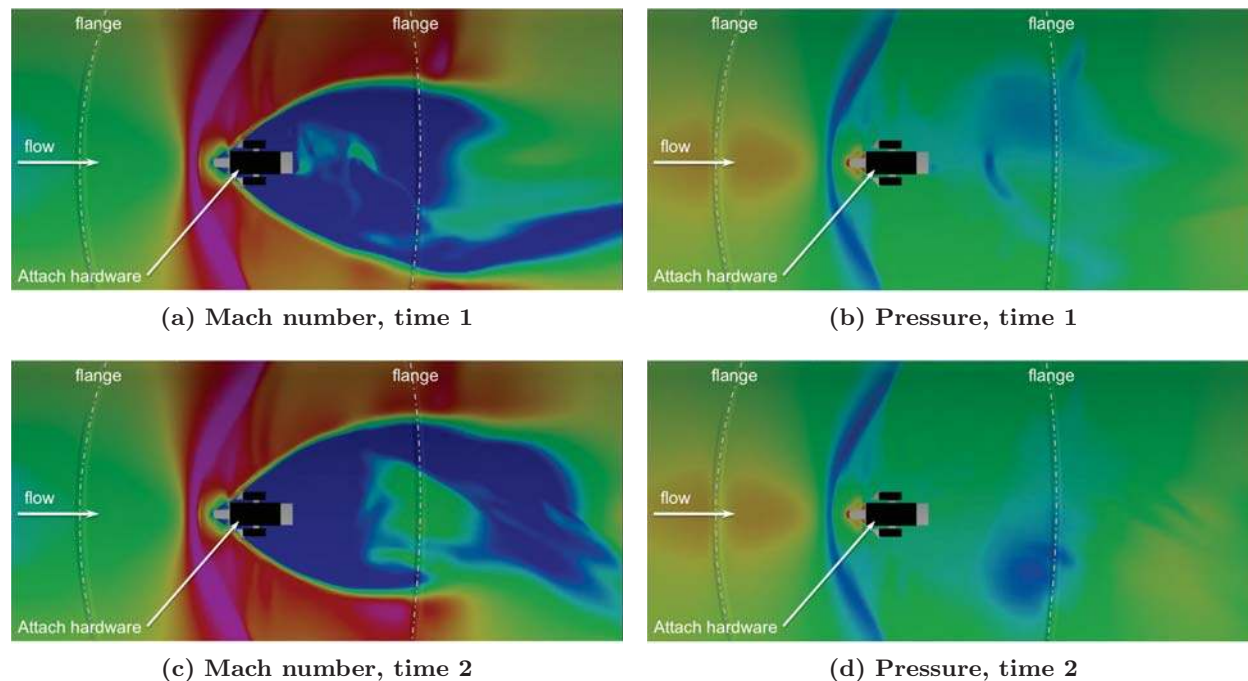 flange
flange
flow
Attach hardware
(a) Mach number, time 1
flange
flange
flow
Attach hardware
(b) Pressure, time 1
flange
flange
flow
Attach hardware
(c) Mach number, time 2
flange
flange
flow
Attach hardware
(d) Pressure, time 2